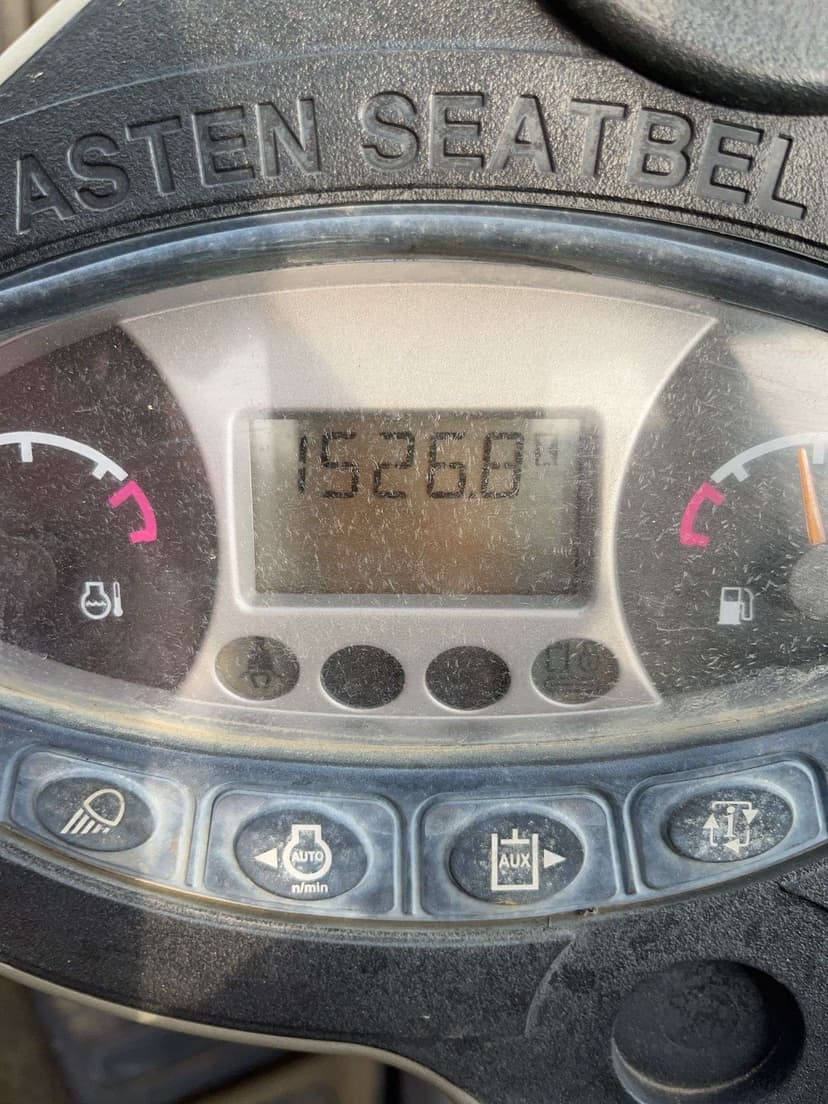 ASTEN SEATBEL
1526.8 h
AUTO
n/min
AUX
i